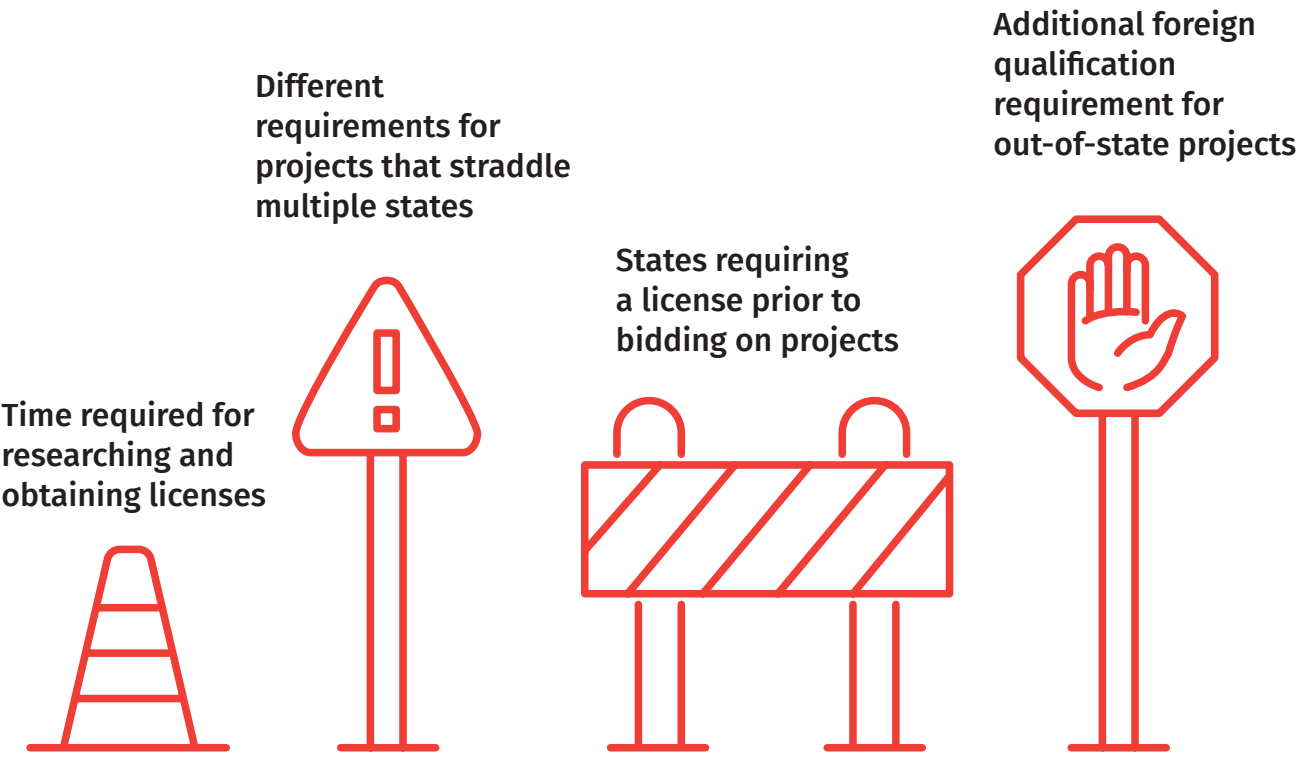 Time required for
researching and
obtaining licenses
Different
requirements for
projects that straddle
multiple states
States requiring
a license prior to
bidding on projects
Additional foreign
qualification
requirement for
out-of-state projects